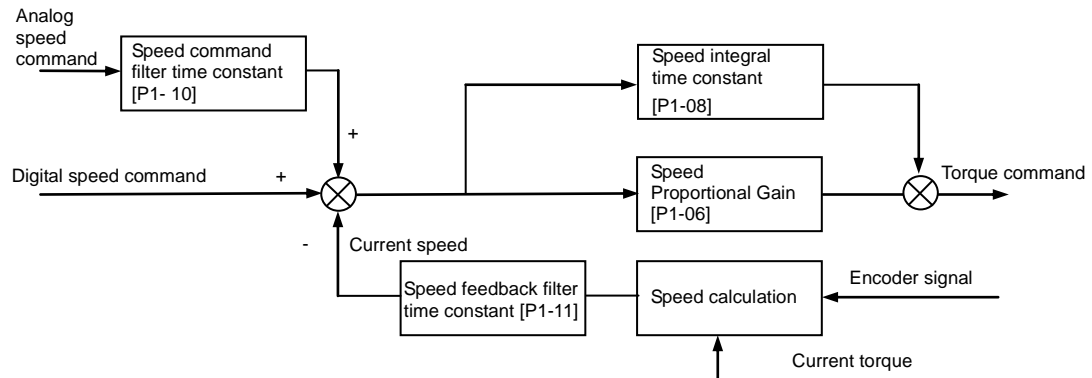 Analog
speed
command
Speed command
filter time constant
[P1- 10]
+
Digital speed command
+
-
Current speed
Speed integral
time constant
[P1-08]
Speed
Proportional Gain
[P1-06]
Torque command
Speed feedback filter
time constant [P1-11]
Speed calculation
Encoder signal
Current torque